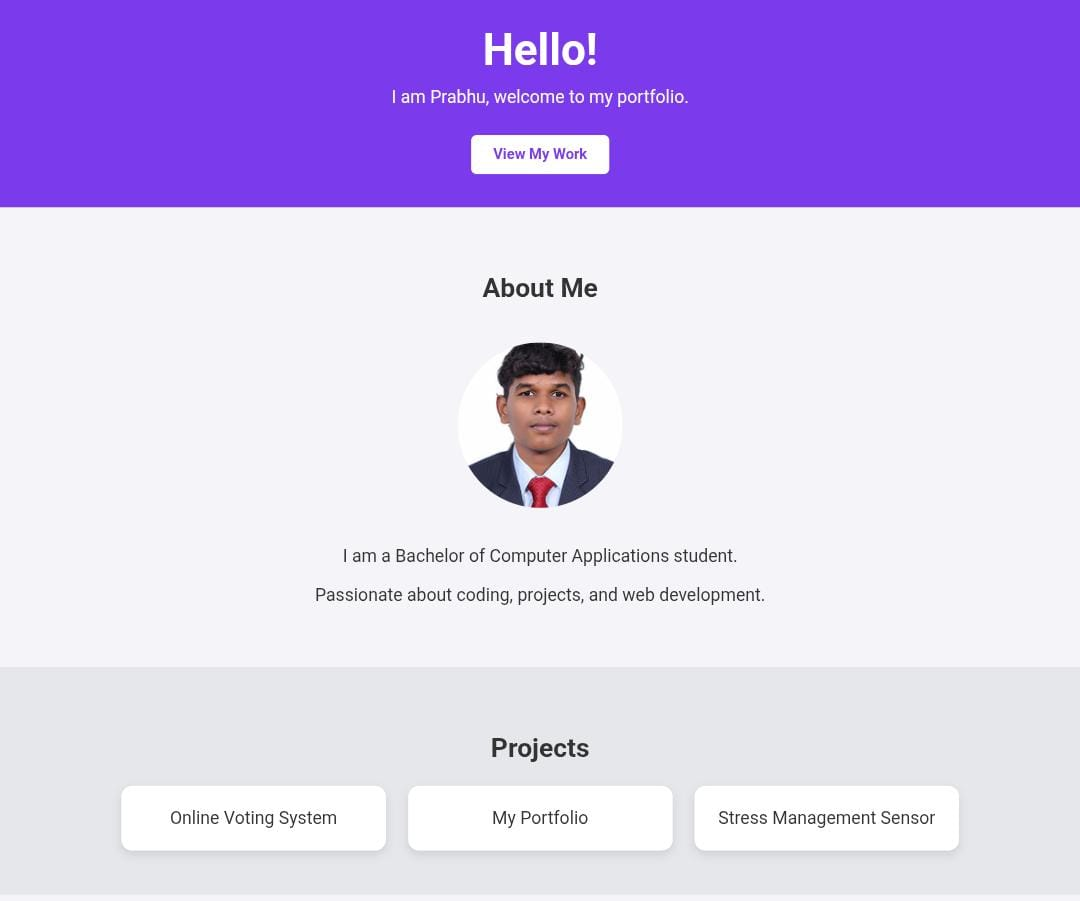 Hello!
I am Prabhu, welcome to my portfolio.
View My Work
About Me
I am a Bachelor of Computer Applications student.
Passionate about coding, projects, and web development.
Projects
Online Voting System
My Portfolio
Stress Management Sensor